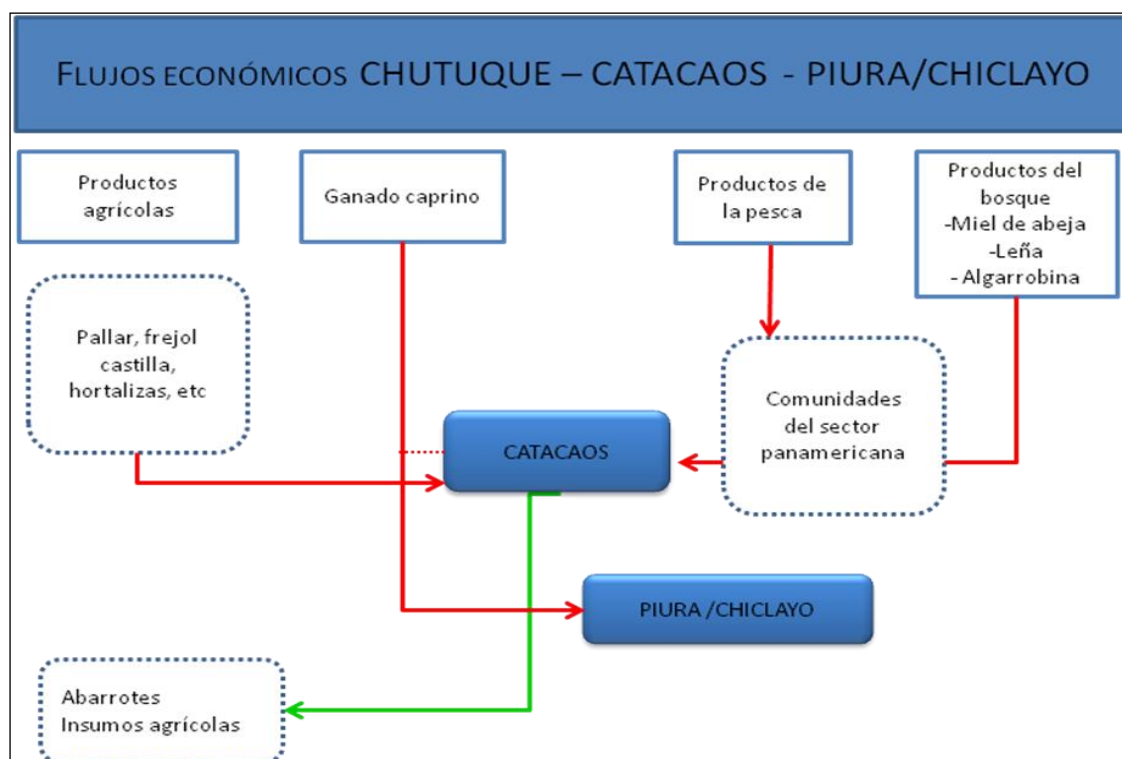 FLUJOS ECONÓMICOS CHUTUQUE – CATACAOS - PIURA/CHICLAYO
Productos
agrícolas
Ganado caprino
Productos de
la pesca
Productos del
bosque
-Miel de abeja
-Leña
- Algarrobina
Pallar, frejol
castilla,
hortalizas, etc
Comunidades
del sector
panamericana
CATACAOS
PIURA /CHICLAYO
Abarrotes
Insumos agrícolas